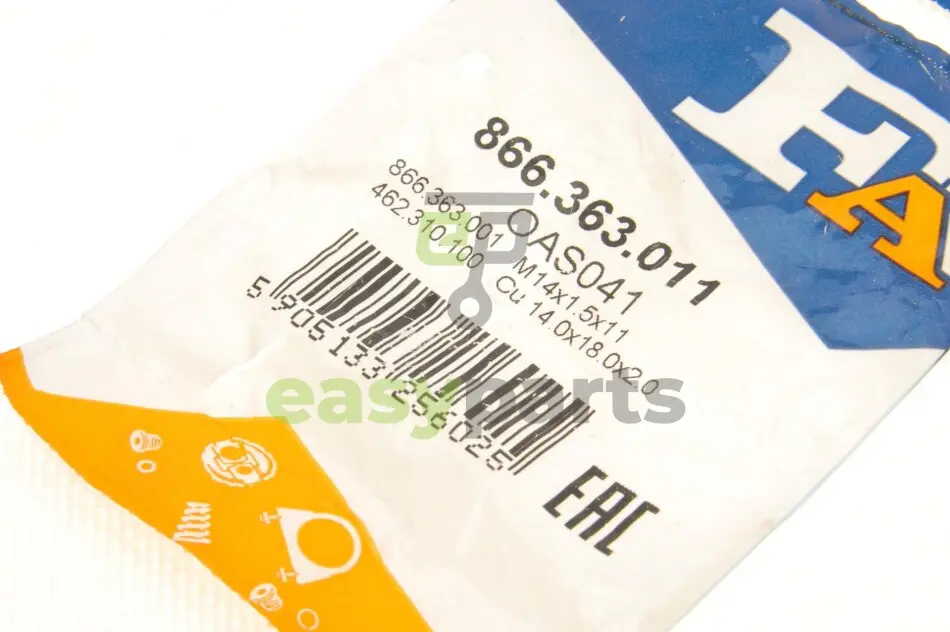 FA
866.363.011
OAS041
866.363.001 M14x1.5x11
462.310.100 Cu 14.0x18.0x2.0
5 905133 256025
EAC
easyparts